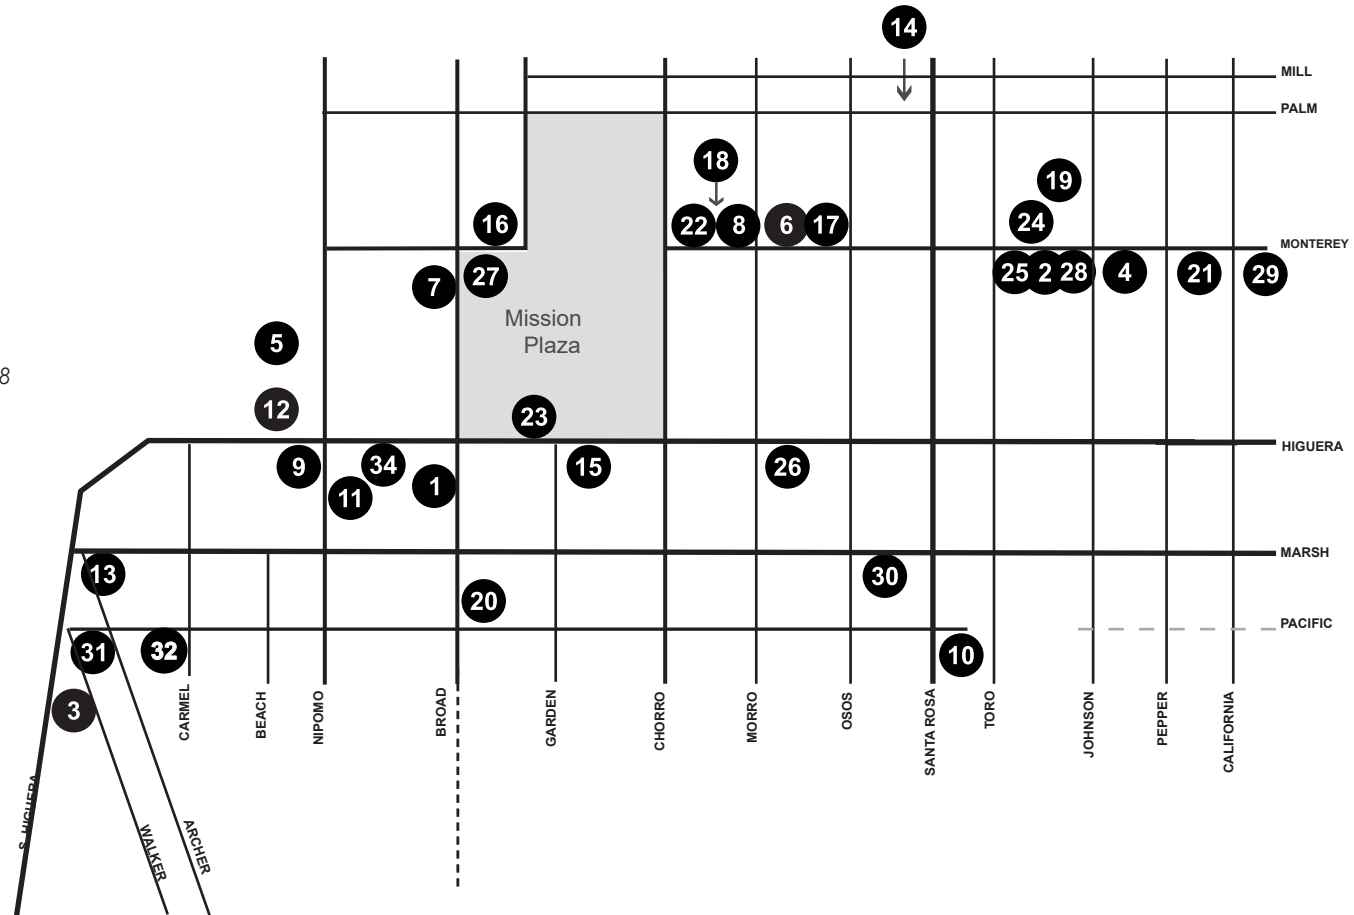 14
MILL
PALM
18
19
16
22
8
6
17
24
MONTEREY
7
27
25
2
28
4
21
29
Mission
Plaza
5
8
12
23
HIGUERA
9
34
11
1
15
26
MARSH
13
30
20
PACIFIC
31
32
10
3
CARMEL
BEACH
NIPOMO
BROAD
GARDEN
CHORRO
MORRO
OSOS
SANTA ROSA
TORO
JOHNSON
PEPPER
CALIFORNIA
S. HIGUERA
WALKER
ARCHER